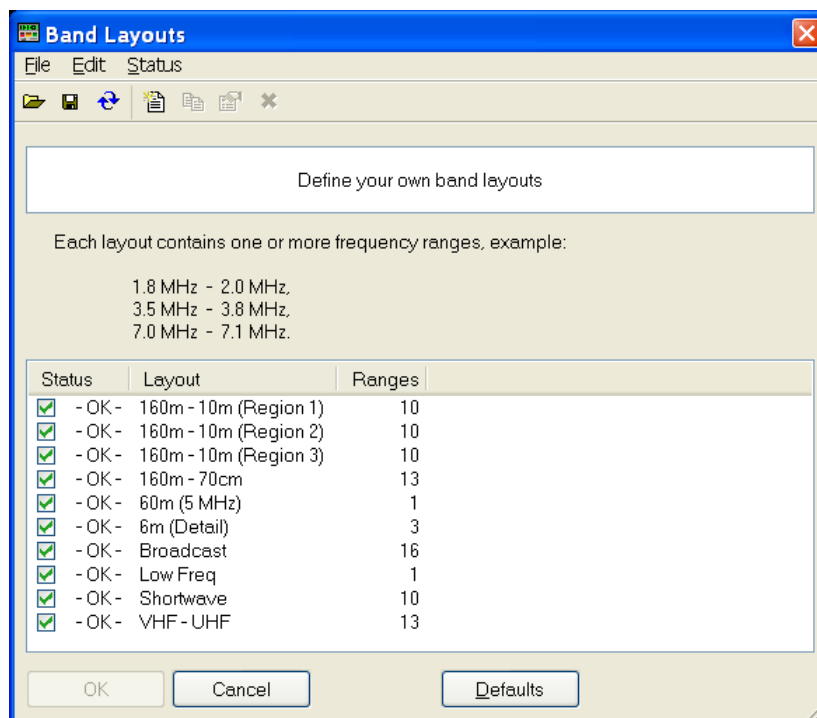 Band Layouts
File Edit Status
Define your own band layouts
Each layout contains one or more frequency ranges, example:
1.8 MHz - 2.0 MHz,
3.5 MHz - 3.8 MHz,
7.0 MHz - 7.1 MHz.
Status Layout Ranges
- OK - 160m - 10m (Region 1) 10
- OK - 160m - 10m (Region 2) 10
- OK - 160m - 10m (Region 3) 10
- OK - 160m - 70cm 13
- OK - 60m (5 MHz) 1
- OK - 6m (Detail) 3
- OK - Broadcast 16
- OK - Low Freq 1
- OK - Shortwave 10
- OK - VHF - UHF 13
OK Cancel Defaults